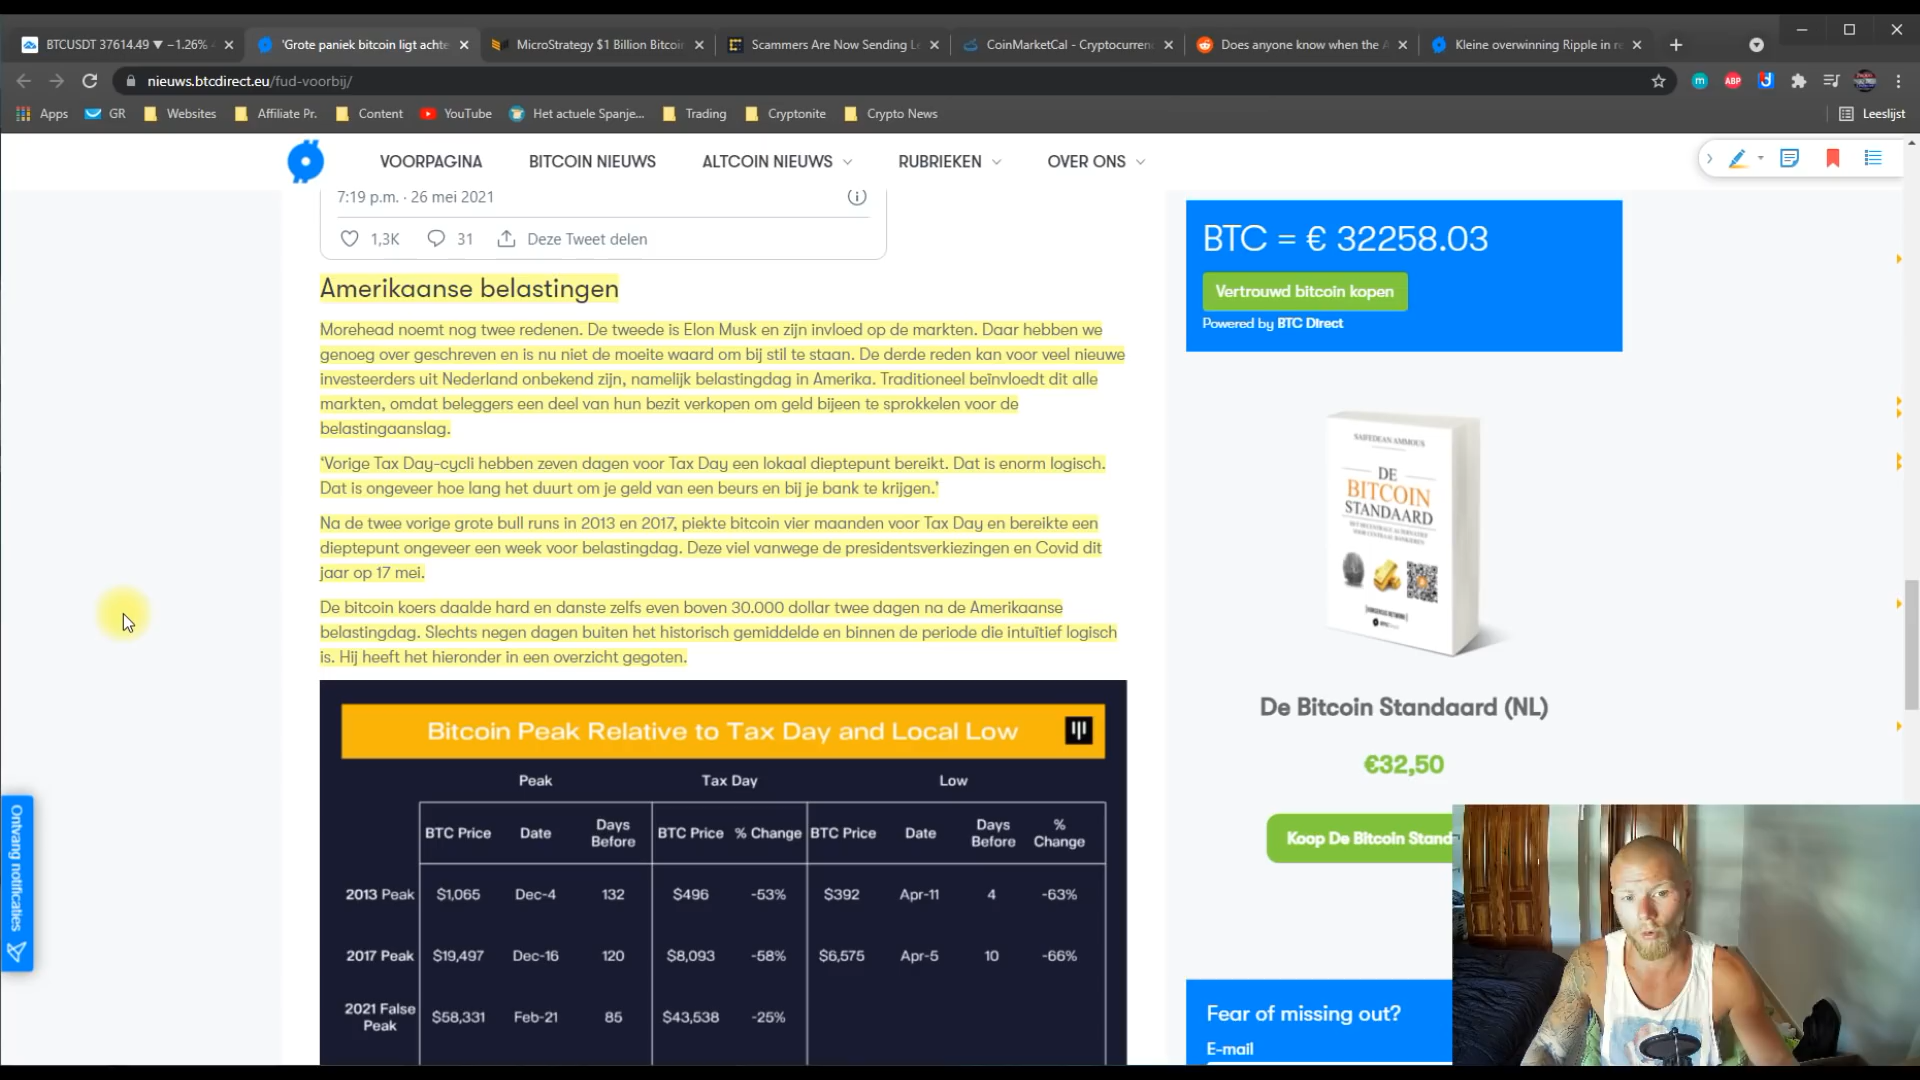 BTCUSDT 37614.49 ▼ −1.26%
'Grote paniek bitcoin ligt achte
MicroStrategy $1 Billion Bitcoin
Scammers Are Now Sending
CoinMarketCal - Cryptocurren
Does anyone know when the
Kleine overwinning Ripple in
nieuws.btcdirect.eu/fud-voorbij/
ABP
Apps
GR
Websites
Affiliate Pr.
Content
YouTube
Het actuele Spanje...
Trading
Cryptonite
Crypto News
Leeslijst
VOORPAGINA
BITCOIN NIEUWS
ALTCOIN NIEUWS
RUBRIEKEN
OVER ONS
7:19 p.m. · 26 mei 2021
1,3K
31
Deze Tweet delen
Amerikaanse belastingen
Morehead noemt nog twee redenen. De tweede is Elon Musk en zijn invloed op de markten. Daar hebben we
genoeg over geschreven en is nu niet de moeite waard om bij stil te staan. De derde reden kan voor veel nieuwe
investeerders uit Nederland onbekend zijn, namelijk belastingdag in Amerika. Traditioneel beïnvloedt dit alle
markten, omdat beleggers een deel van hun bezit verkopen om geld bijeen te sprokkelen voor de
belastingaanslag.
'Vorige Tax Day-cycli hebben zeven dagen voor Tax Day een lokaal dieptepunt bereikt. Dat is enorm logisch.
Dat is ongeveer hoe lang het duurt om je geld van een beurs en bij je bank te krijgen.'
Na de twee vorige grote bull runs in 2013 en 2017, piekte bitcoin vier maanden voor Tax Day en bereikte een
dieptepunt ongeveer een week voor belastingdag. Deze viel vanwege de presidentsverkiezingen en Covid dit
jaar op 17 mei.
De bitcoin koers daalde hard en danste zelfs even boven 30.000 dollar twee dagen na de Amerikaanse
belastingdag. Slechts negen dagen buiten het historisch gemiddelde en binnen de periode die intuïtief logisch
is. Hij heeft het hieronder in een overzicht gegoten.
Bitcoin Peak Relative to Tax Day and Local Low
Peak Tax Day Low
BTC Price Date Days Before BTC Price % Change BTC Price Date Days Before % Change
2013 Peak $1,065 Dec-4 132 $496 -53% $392 Apr-11 4 -63%
2017 Peak $19,497 Dec-16 120 $8,093 -58% $6,575 Apr-5 10 -66%
2021 False Peak $58,331 Feb-21 85 $43,538 -25%
Ontvang notificaties
BTC = € 32258.03
Vertrouwd bitcoin kopen
Powered by BTC Direct
SAIFEDEAN AMMOUS
DE
BITCOIN
STANDAARD
De Bitcoin Standaard (NL)
€32,50
Koop De Bitcoin Stand
Fear of missing out?
E-mail